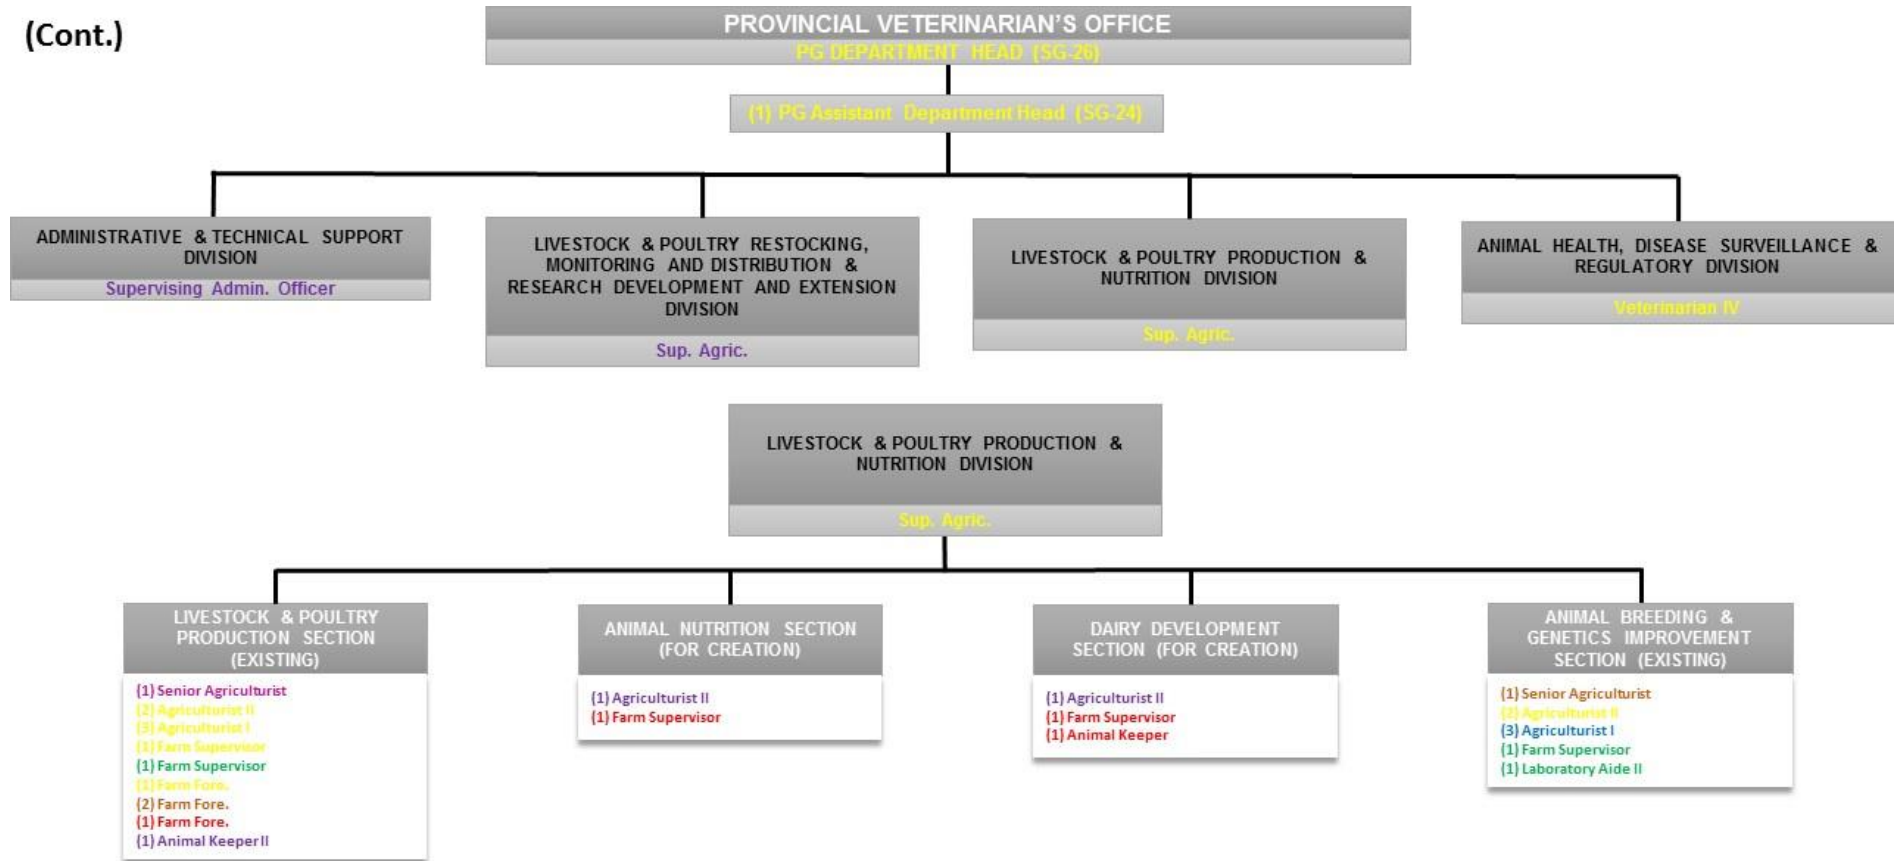 (Cont.)
PROVINCIAL VETERINARIAN'S OFFICE
PG DEPARTMENT HEAD (SG-26)
(1) PG Assistant Department Head (SG-24)
ADMINISTRATIVE & TECHNICAL SUPPORT
DIVISION
Supervising Admin. Officer
LIVESTOCK & POULTRY RESTOCKING,
MONITORING AND DISTRIBUTION &
RESEARCH DEVELOPMENT AND EXTENSION
DIVISION
Sup. Agric.
LIVESTOCK & POULTRY PRODUCTION &
NUTRITION DIVISION
Sup. Agric.
ANIMAL HEALTH, DISEASE SURVEILLANCE &
REGULATORY DIVISION
Veterinarian IV
LIVESTOCK & POULTRY PRODUCTION &
NUTRITION DIVISION
Sup. Agric.
LIVESTOCK & POULTRY
PRODUCTION SECTION
(EXISTING)
(1) Senior Agriculturist
(2) Agriculturist II
(3) Agriculturist I
(1) Farm Supervisor
(1) Farm Supervisor
(1) Farm Fore.
(2) Farm Fore.
(1) Farm Fore.
(1) Animal Keeper II
ANIMAL NUTRITION SECTION
(FOR CREATION)
(1) Agriculturist II
(1) Farm Supervisor
DAIRY DEVELOPMENT
SECTION (FOR CREATION)
(1) Agriculturist II
(1) Farm Supervisor
(1) Animal Keeper
ANIMAL BREEDING &
GENETICS IMPROVEMENT
SECTION (EXISTING)
(1) Senior Agriculturist
(2) Agriculturist II
(3) Agriculturist I
(1) Farm Supervisor
(1) Laboratory Aide II